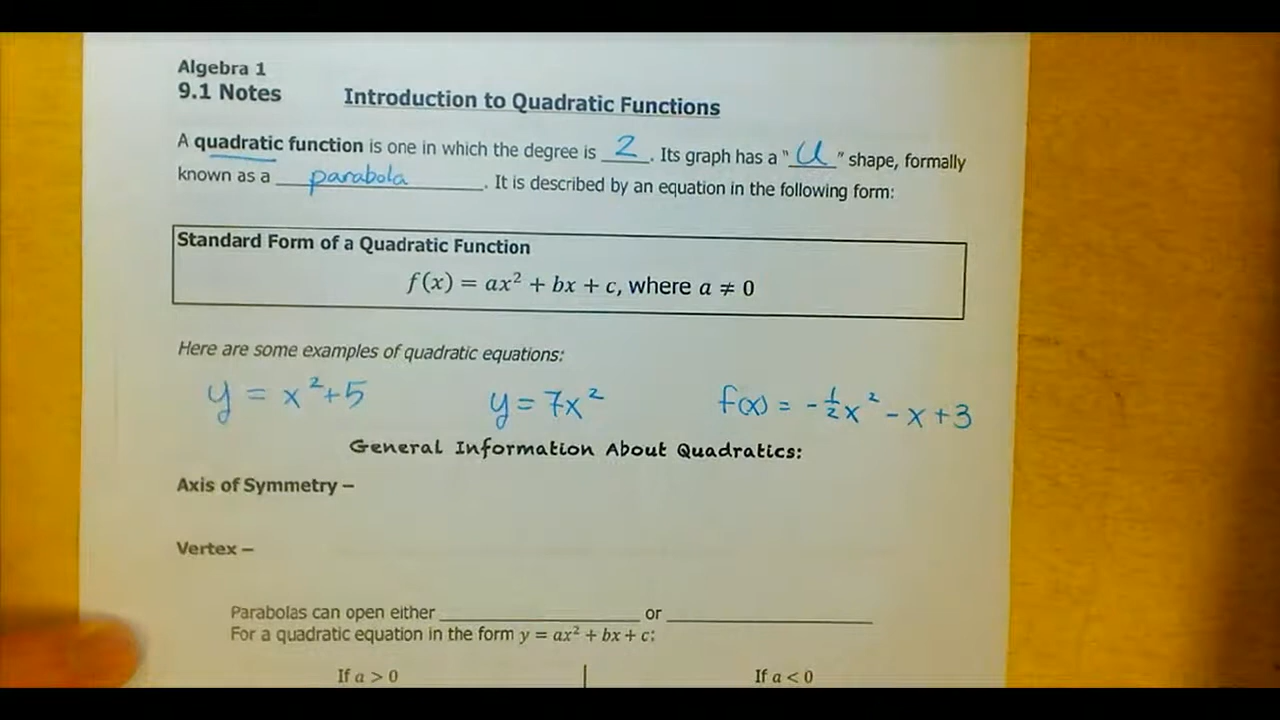 Algebra 1
9.1 Notes Introduction to Quadratic Functions
A quadratic function is one in which the degree is 2. Its graph has a "U" shape, formally
known as a parabola. It is described by an equation in the following form:
Standard Form of a Quadratic Function
f(x) = ax² + bx + c, where a ≠ 0
Here are some examples of quadratic equations:
y = x²+5 y = 7x² f(x) = -½x² - x + 3
General Information About Quadratics:
Axis of Symmetry –
Vertex –
Parabolas can open either ____________ or ____________
For a quadratic equation in the form y = ax² + bx + c:
If a > 0 If a < 0